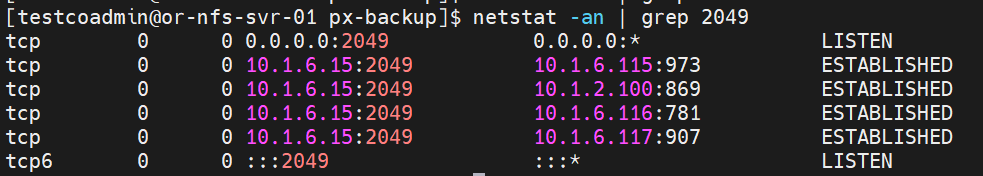 [testcoadmin@or-nfs-svr-01 px-backup]$ netstat -an | grep 2049
tcp        0      0 0.0.0.0:2049            0.0.0.0:*               LISTEN
tcp        0      0 10.1.6.15:2049          10.1.6.115:973          ESTABLISHED
tcp        0      0 10.1.6.15:2049          10.1.2.100:869          ESTABLISHED
tcp        0      0 10.1.6.15:2049          10.1.6.116:781          ESTABLISHED
tcp        0      0 10.1.6.15:2049          10.1.6.117:907          ESTABLISHED
tcp6       0      0 :::2049                 :::*                    LISTEN